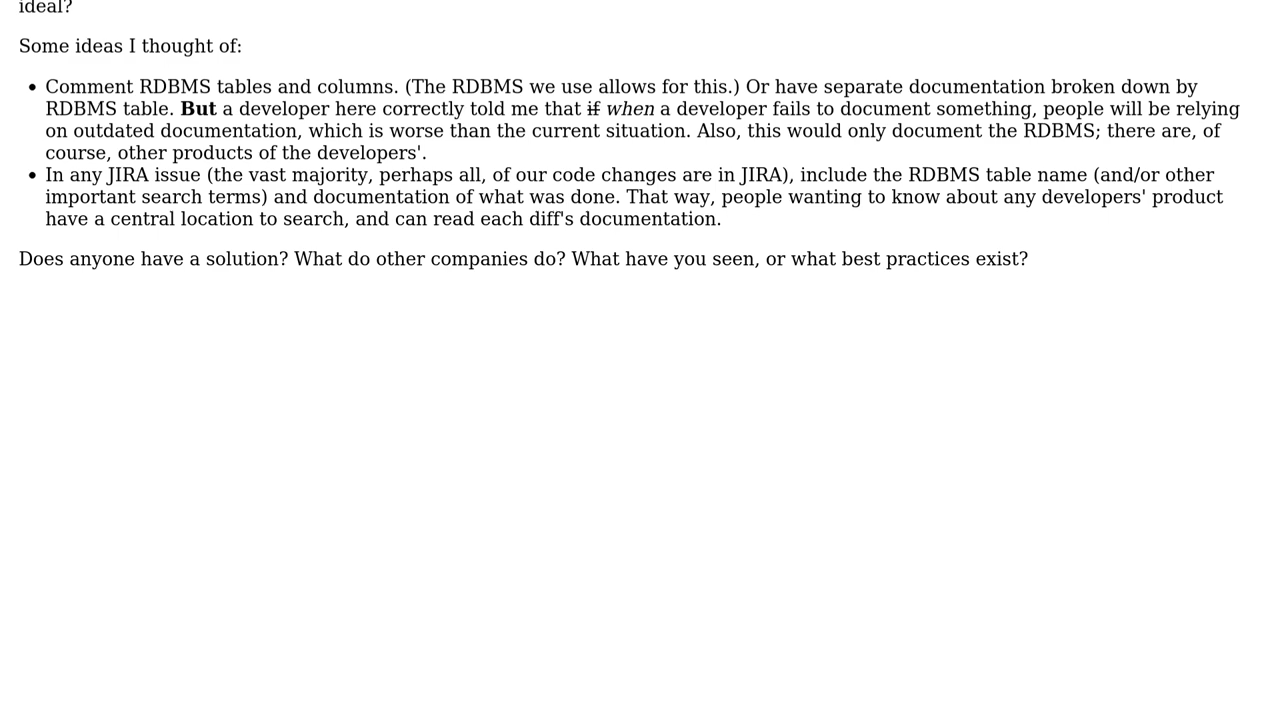 ideal?
Some ideas I thought of:
• Comment RDBMS tables and columns. (The RDBMS we use allows for this.) Or have separate documentation broken down by
RDBMS table. But a developer here correctly told me that if when a developer fails to document something, people will be relying
on outdated documentation, which is worse than the current situation. Also, this would only document the RDBMS; there are, of
course, other products of the developers'.
• In any JIRA issue (the vast majority, perhaps all, of our code changes are in JIRA), include the RDBMS table name (and/or other
important search terms) and documentation of what was done. That way, people wanting to know about any developers' product
have a central location to search, and can read each diff's documentation.
Does anyone have a solution? What do other companies do? What have you seen, or what best practices exist?